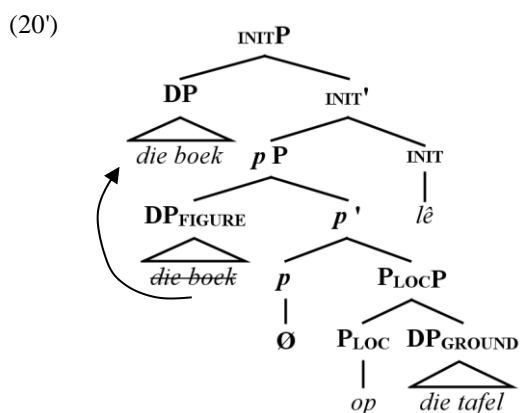 (20')
INITP
DP INIT'
die boek pP INIT
DPFIGURE p' lê
die boek p PLOCP
Ø PLOC DPGROUND
op die tafel